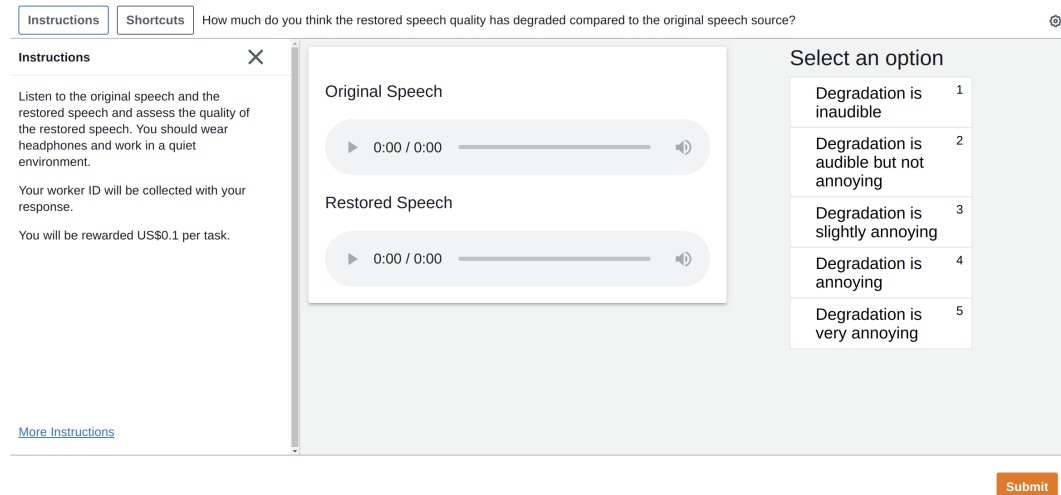 Instructions
Shortcuts
How much do you think the restored speech quality has degraded compared to the original speech source?
Instructions
Listen to the original speech and the
restored speech and assess the quality of
the restored speech. You should wear
headphones and work in a quiet
environment.
Your worker ID will be collected with your
response.
You will be rewarded US$0.1 per task.
More Instructions
Original Speech
0:00 / 0:00
Restored Speech
0:00 / 0:00
Select an option
Degradation is 1
inaudible
Degradation is 2
audible but not
annoying
Degradation is 3
slightly annoying
Degradation is 4
annoying
Degradation is 5
very annoying
Submit